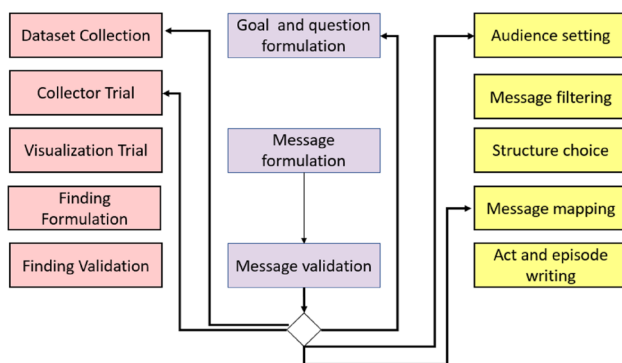 Dataset Collection
Collector Trial
Visualization Trial
Finding
Formulation
Finding Validation
Goal and question
formulation
Message
formulation
Message validation
Audience setting
Message filtering
Structure choice
Message mapping
Act and episode
writing